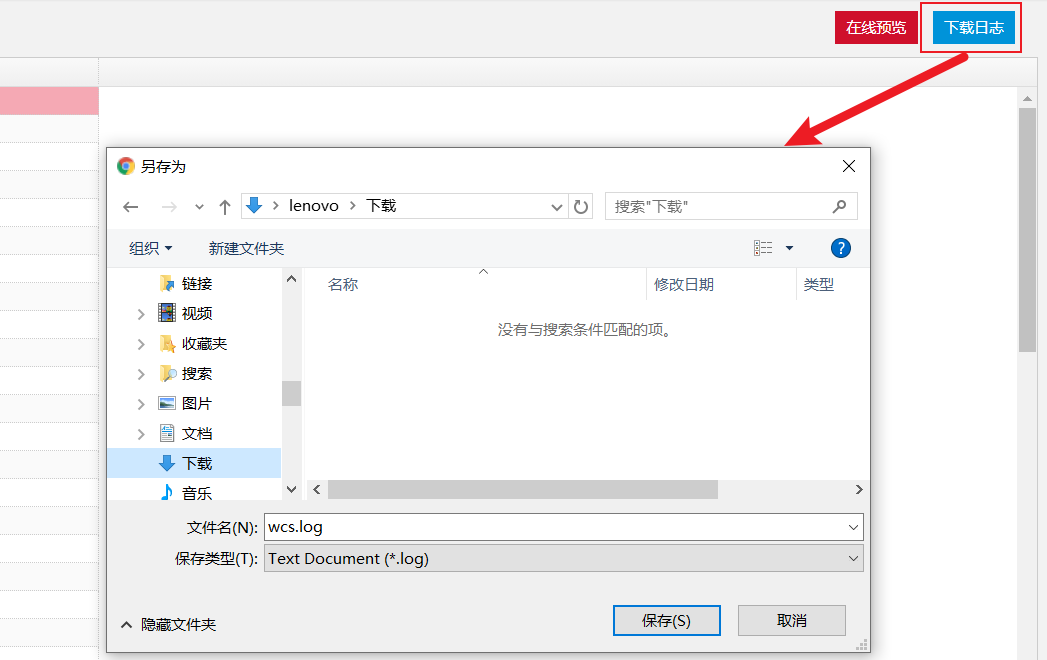 在线预览 下载日志
另存为
lenovo 下载 搜索"下载"
组织 新建文件夹 ?
名称 修改日期 类型
没有与搜索条件匹配的项。
链接
视频
收藏夹
搜索
图片
文档
下载
音乐
文件名(N): wcs.log
保存类型(T): Text Document (*.log)
隐藏文件夹 保存(S) 取消